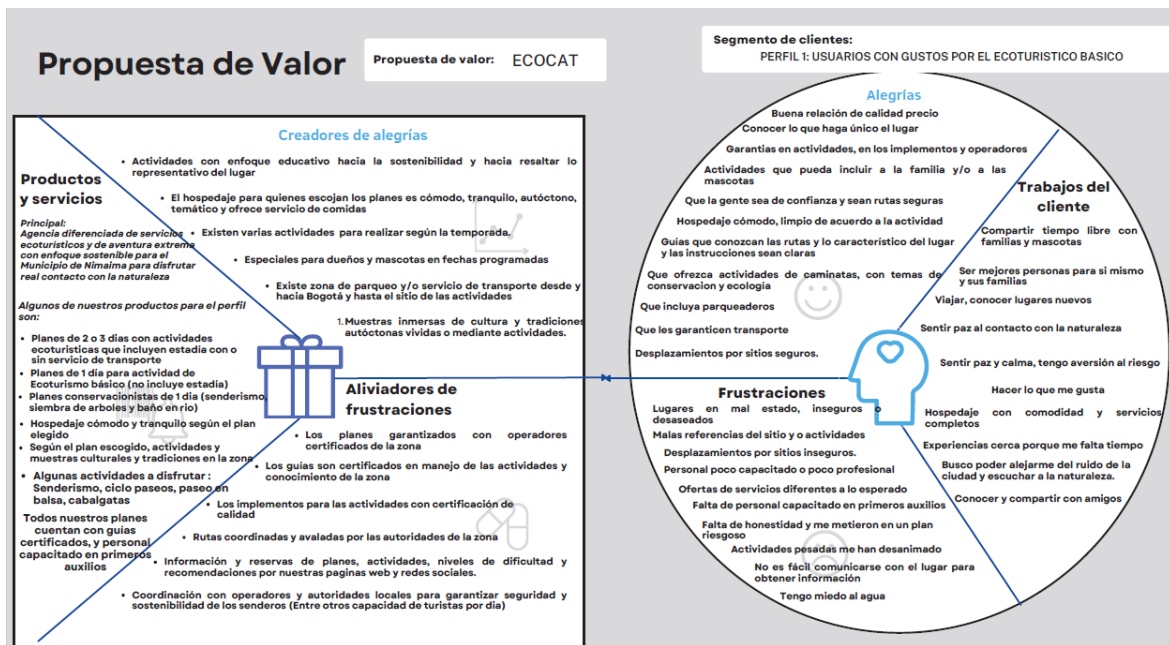 Propuesta de Valor
Propuesta de valor: ECOCAT
Segmento de clientes:
PERFIL 1: USUARIOS CON GUSTOS POR EL ECOTURISTICO BASICO
Productos
y servicios
Principal:
Agencia diferenciada de servicios
ecoturísticos y de aventura extrema
con enfoque sostenible para el
Municipio de Nimaima para disfrutar
real contacto con la naturaleza
Algunos de nuestros productos para el perfil
son:
• Planes de 2 o 3 dias con actividades
ecoturisticas que incluyen estadía con o
sin servicio de transporte
• Planes de 1 día para actividad de
Ecoturismo básico (no incluye estadía)
• Planes conservacionistas de 1 dia (senderismo,
siembra de arboles y baño en rio)
• Hospedaje cómodo y tranquilo según el plan
elegido
• Según el plan escogido, actividades y
muestras culturales y tradiciones en la zona
• Algunas actividades a disfrutar :
Senderismo, ciclo paseos, paseo en
balsa, cabalgatas
Todos nuestros planes
cuentan con guías
certificados, y personal
capacitado en primeros
auxilios
Creadores de alegrías
• Actividades con enfoque educativo hacia la sostenibilidad y hacia resaltar lo
representativo del lugar
• El hospedaje para quienes escojan los planes es cómodo, tranquilo, autóctono,
temático y ofrece servicio de comidas
• Existen varias actividades para realizar según la temporada.
• Especiales para dueños y mascotas en fechas programadas
• Existe zona de parqueo y/o servicio de transporte desde y
hacia Bogotá y hasta el sitio de las actividades
1. Muestras inmersas de cultura y tradiciones
autóctonas vividas o mediante actividades.
Aliviadores de
frustraciones
• Los planes garantizados con operadores
certificados de la zona
• Los guías son certificados en manejo de las actividades y
conocimiento de la zona
• Los implementos para las actividades con certificación de
calidad
• Rutas coordinadas y avaladas por las autoridades de la zona
• Información y reservas de planes, actividades, niveles de dificultad y
recomendaciones por nuestras paginas web y redes sociales.
• Coordinación con operadores y autoridades locales para garantizar seguridad y
sostenibilidad de los senderos (Entre otros capacidad de turistas por dia)
Alegrías
Buena relación de calidad precio
Conocer lo que haga único el lugar
Garantias en actividades, en los implementos y operadores
Actividades que pueda incluir a la familia y/o a las
mascotas
Que la gente sea de confianza y sean rutas seguras
Hospedaje cómodo, limpio de acuerdo a la actividad
Guías que conozcan las rutas y lo característico del lugar
y las instrucciones sean claras
Que ofrezca actividades de caminatas, con temas de
conservacion y ecología
Que incluya parqueaderos
Que les garanticen transporte
Desplazamientos por sitios seguros.
Frustraciones
Lugares en mal estado, inseguros o
desaseados
Malas referencias del sitio y o actividades
Desplazamientos por sitios inseguros.
Personal poco capacitado o poco profesional
Ofertas de servicios diferentes a lo esperado
Falta de personal capacitado en primeros auxilios
Falta de honestidad y me metieron en un plan
riesgoso
Actividades pesadas me han desanimado
No es fácil comunicarse con el lugar para
obtener información
Tengo miedo al agua
Trabajos del
cliente
Compartir tiempo libre con
familias y mascotas
Ser mejores personas para si mismo
y sus familias
Viajar, conocer lugares nuevos
Sentir paz al contacto con la naturaleza
Sentir paz y calma, tengo aversión al riesgo
Hacer lo que me gusta
Hospedaje con comodidad y servicios
completos
Experiencias cerca porque me falta tiempo
Busco poder alejarme del ruido de la
ciudad y escuchar a la naturaleza.
Conocer y compartir con amigos